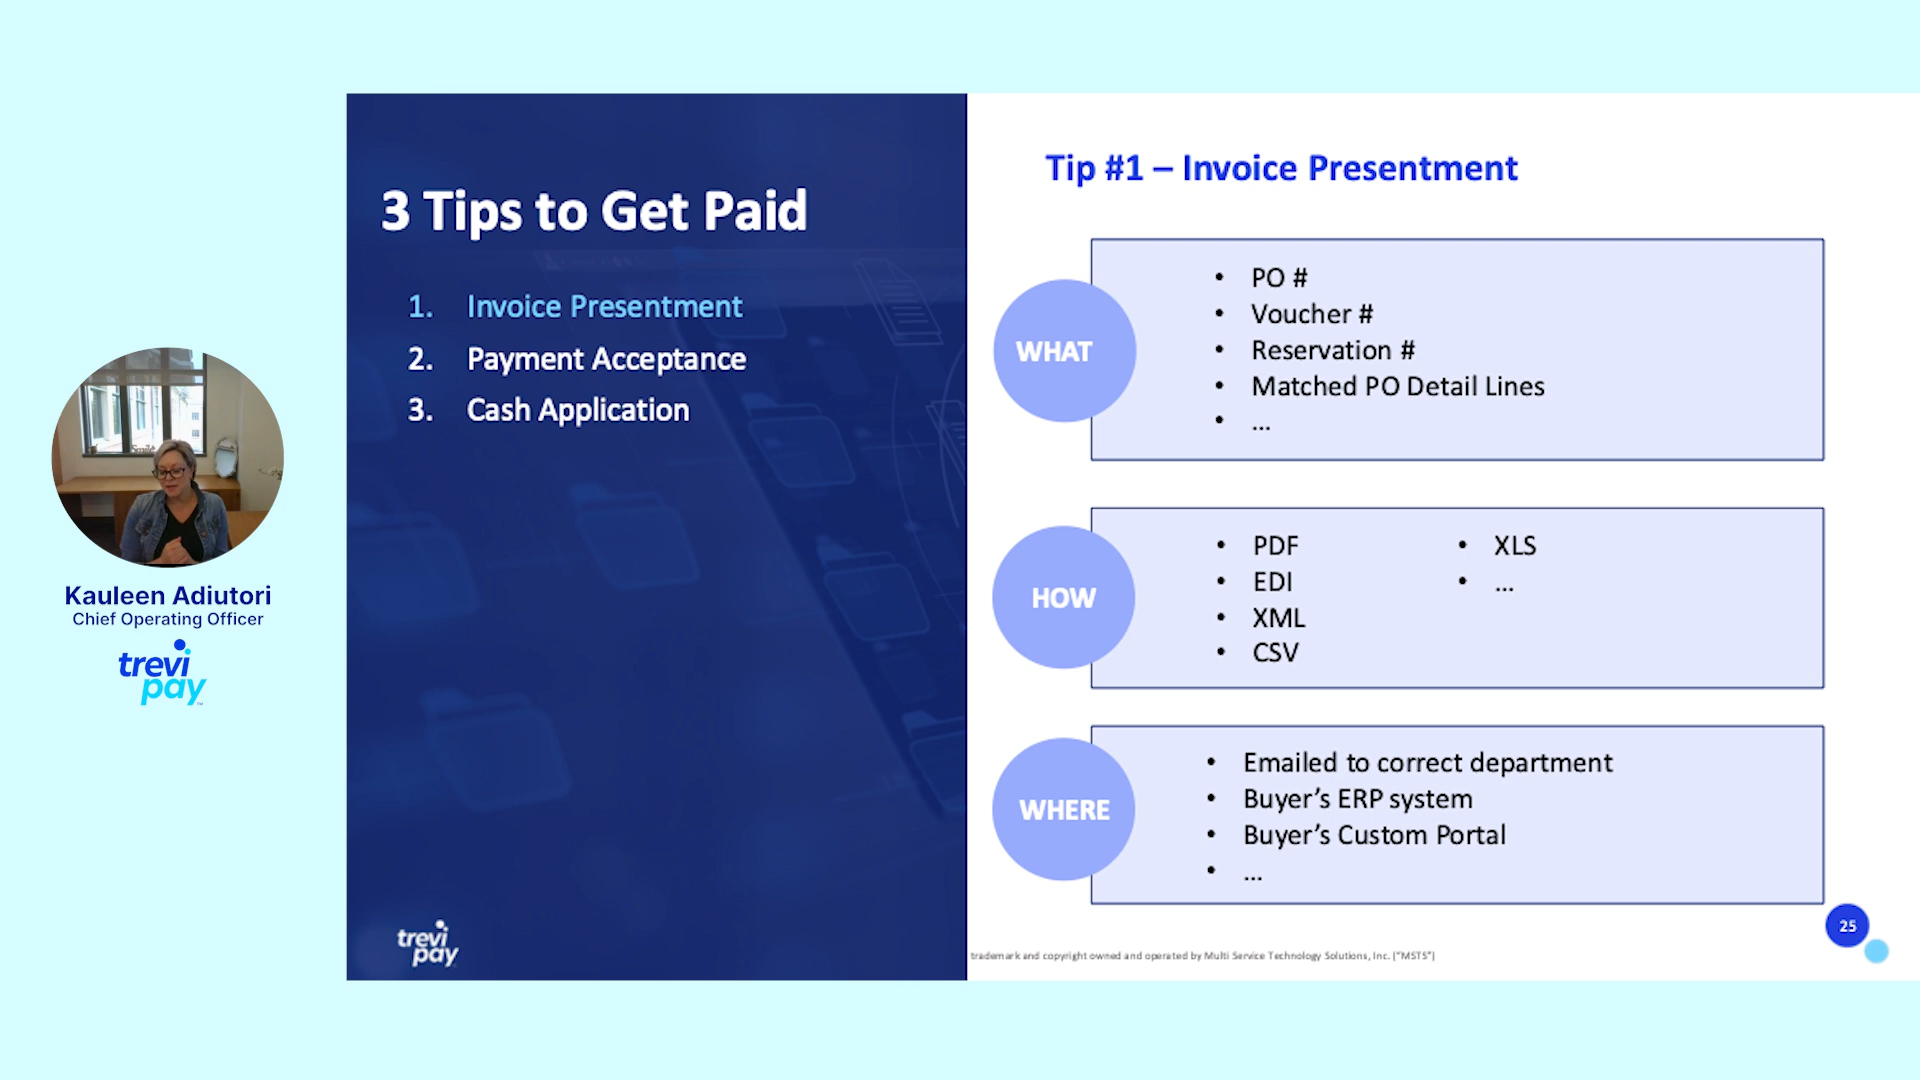 3 Tips to Get Paid
1. Invoice Presentment
2. Payment Acceptance
3. Cash Application
trevi
pay
Kauleen Adiutori
Chief Operating Officer
trevi
pay™
Tip #1 – Invoice Presentment
WHAT
• PO #
• Voucher #
• Reservation #
• Matched PO Detail Lines
• ...
HOW
• PDF
• EDI
• XML
• CSV
• XLS
• ...
WHERE
• Emailed to correct department
• Buyer’s ERP system
• Buyer’s Custom Portal
• ...
25
trademark and copyright owned and operated by Multi Service Technology Solutions, Inc. (“MSTS”)